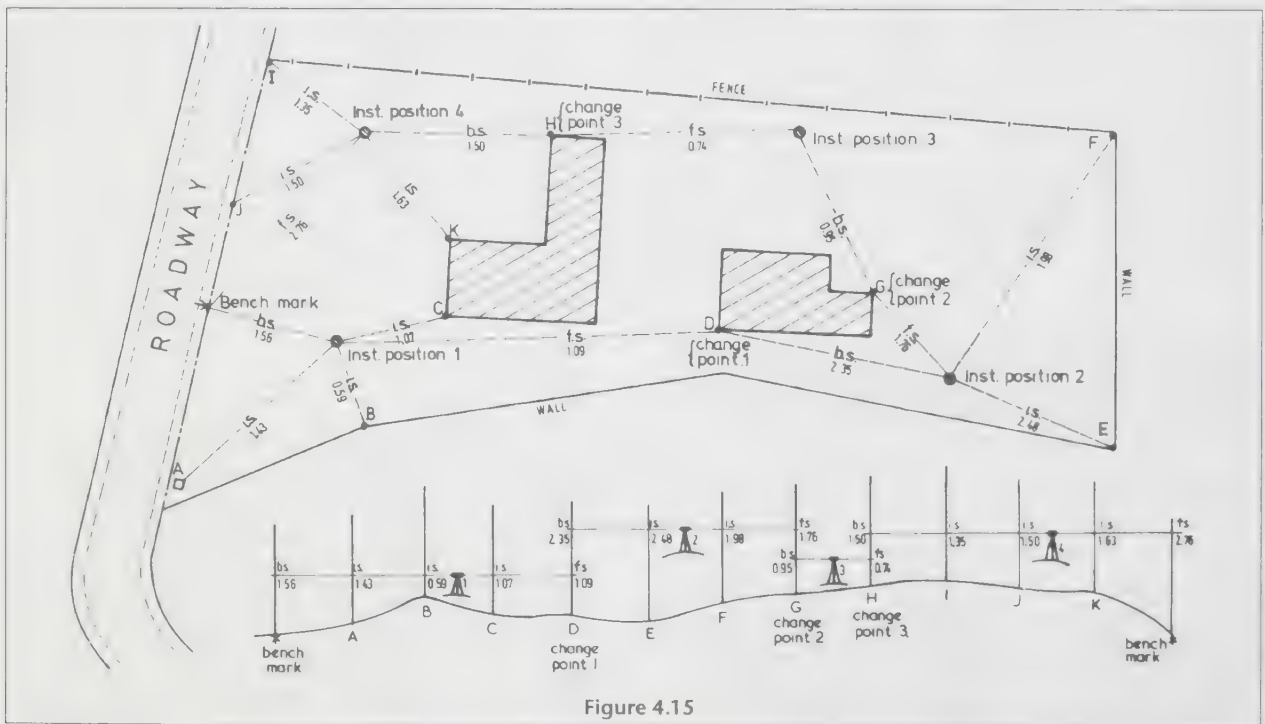 I
i.s.
1.35
Inst. position 4
b.s.
1.50
H { change point 3
f.s.
0.74
FENCE
Inst. position 3
F
i.s.
1.50
J
f.s.
2.76
i.s.
1.63
K
b.s.
0.95
i.s.
1.98
WALL
ROADWAY
Bench mark
b.s.
1.56
C
i.s.
1.07
Inst. position 1
f.s.
1.09
D
{ change point 1
G { change point 2
f.s.
b.s.
2.35
Inst. position 2
i.s.
0.59
i.s.
1.43
B
WALL
i.s.
2.48
E
A
b.s.
1.56
i.s.
1.43
i.s.
0.59
1
i.s.
1.07
b.s.
2.35
f.s.
1.09
i.s.
2.48
2
i.s.
1.98
f.s.
1.76
b.s.
0.95
3
b.s.
1.50
f.s.
0.74
i.s.
1.35
i.s.
1.50
4
i.s.
1.63
f.s.
2.76
bench mark
A
B
C
D
change point 1
E
F
G
change point 2
H
change point 3.
I
J
K
bench mark
Figure 4.15